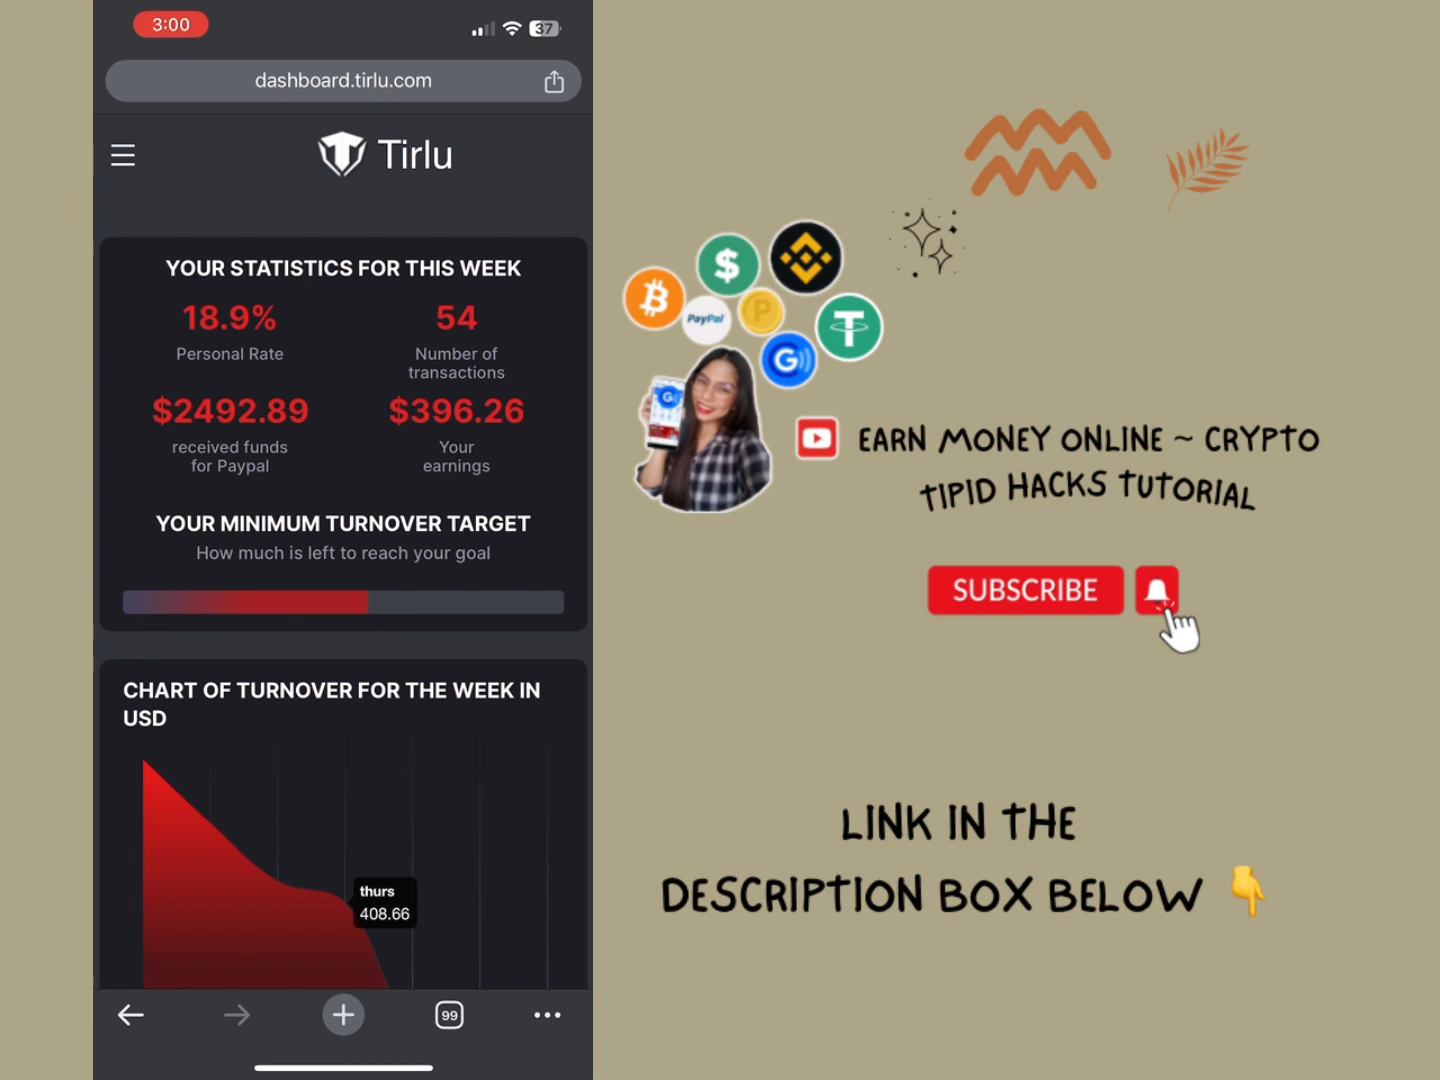 3:00
37
dashboard.tirlu.com
Tirlu
YOUR STATISTICS FOR THIS WEEK
18.9%
Personal Rate
54
Number of
transactions
$2492.89
received funds
for Paypal
$396.26
Your
earnings
YOUR MINIMUM TURNOVER TARGET
How much is left to reach your goal
CHART OF TURNOVER FOR THE WEEK IN
USD
thurs
408.66
99
PayPal
EARN MONEY ONLINE ~ CRYPTO
TIPID HACKS TUTORIAL
SUBSCRIBE
LINK IN THE
DESCRIPTION BOX BELOW 👇